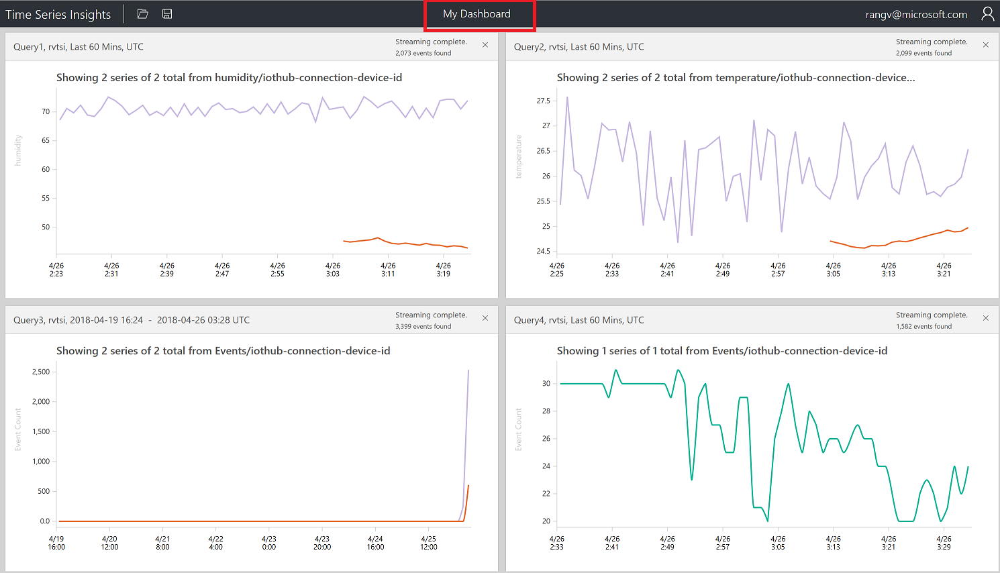 Time Series Insights
My Dashboard
rangv@microsoft.com
Query1, rvtsi, Last 60 Mins, UTC
Streaming complete.
2,073 events found
Showing 2 series of 2 total from humidity/iothub-connection-device-id
humidity
70
65
60
55
50
4/26 4/26 4/26 4/26 4/26 4/26 4/26 4/26
2:23 2:31 2:39 2:47 2:55 3:03 3:11 3:19
Query2, rvtsi, Last 60 Mins, UTC
Streaming complete.
2,099 events found
Showing 2 series of 2 total from temperature/iothub-connection-device...
temperature
27.5
27
26.5
26
25.5
25
24.5
4/26 4/26 4/26 4/26 4/26 4/26 4/26 4/26
2:25 2:33 2:41 2:49 2:57 3:05 3:13 3:21
Query3, rvtsi, 2018-04-19 16:24 - 2018-04-26 03:28 UTC
Streaming complete.
3,399 events found
Showing 2 series of 2 total from Events/iothub-connection-device-id
Event Count
2,500
2,000
1,500
1,000
500
0.0
4/19 4/20 4/21 4/22 4/23 4/23 4/24 4/25
16:00 12:00 8:00 4:00 0:00 20:00 16:00 12:00
Query4, rvtsi, Last 60 Mins, UTC
Streaming complete.
1,582 events found
Showing 1 series of 1 total from Events/iothub-connection-device-id
Event Count
30
28
26
24
22
20
4/26 4/26 4/26 4/26 4/26 4/26 4/26 4/26
2:33 2:41 2:49 2:57 3:05 3:13 3:21 3:29